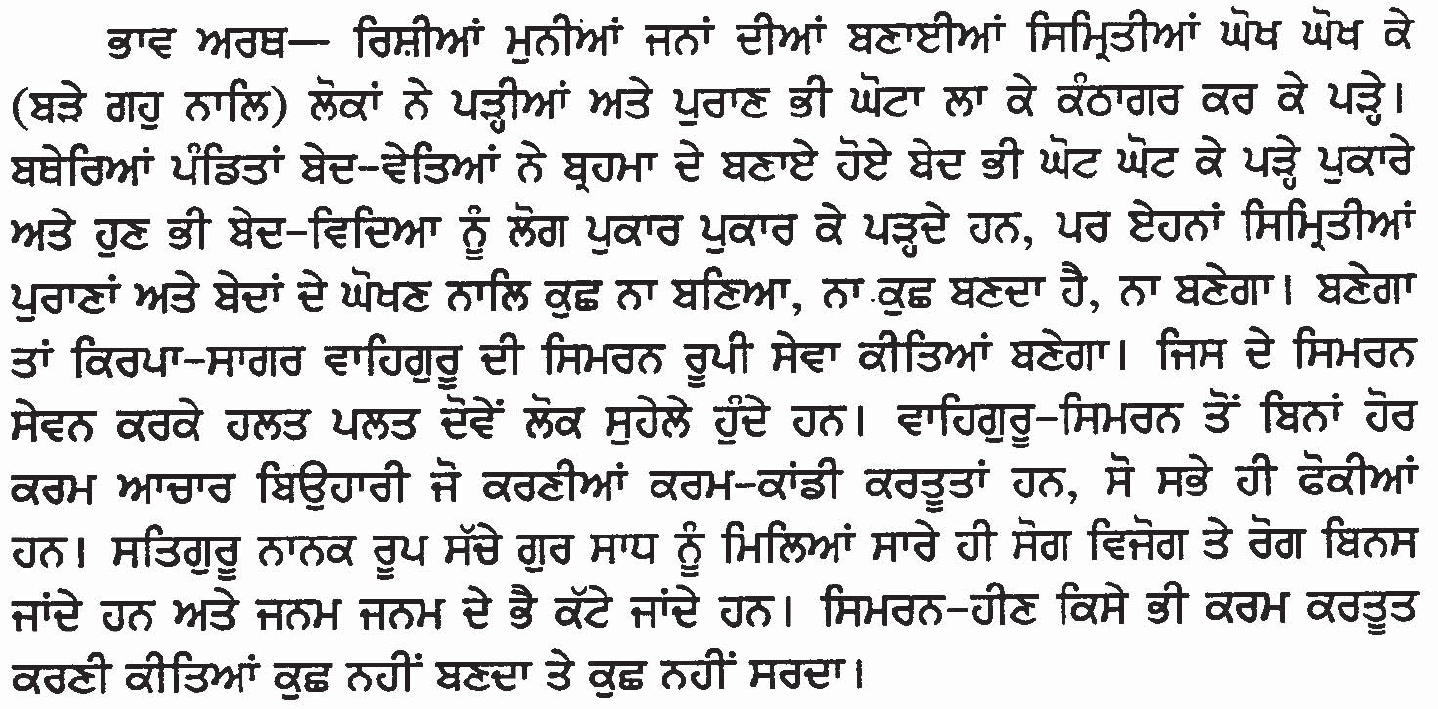 ਭਾਵ ਅਰਥ— ਰਿਸ਼ੀਆਂ ਮੁਨੀਆਂ ਜਨਾਂ ਦੀਆਂ ਬਣਾਈਆਂ ਸਿਮ੍ਰਿਤੀਆਂ ਘੋਖ ਘੋਖ ਕੇ
(ਬੜੇ ਗਹੁ ਨਾਲਿ) ਲੋਕਾਂ ਨੇ ਪੜ੍ਹੀਆਂ ਅਤੇ ਪੁਰਾਣ ਭੀ ਘੋਟਾ ਲਾ ਕੇ ਕੰਠਾਗਰ ਕਰ ਕੇ ਪੜ੍ਹੇ।
ਬਥੇਰਿਆਂ ਪੰਡਿਤਾਂ ਬੇਦ-ਵੇਤਿਆਂ ਨੇ ਬ੍ਰਹਮਾ ਦੇ ਬਣਾਏ ਹੋਏ ਬੇਦ ਭੀ ਘੋਟ ਘੋਟ ਕੇ ਪੜ੍ਹੇ ਪੁਕਾਰੇ
ਅਤੇ ਹੁਣ ਭੀ ਬੇਦ-ਵਿਦਿਆ ਨੂੰ ਲੋਗ ਪੁਕਾਰ ਪੁਕਾਰ ਕੇ ਪੜ੍ਹਦੇ ਹਨ, ਪਰ ਏਹਨਾਂ ਸਿਮ੍ਰਿਤੀਆਂ
ਪੁਰਾਣਾਂ ਅਤੇ ਬੇਦਾਂ ਦੇ ਘੋਖਣ ਨਾਲਿ ਕੁਛ ਨਾ ਬਣਿਆ, ਨਾ ਕੁਛ ਬਣਦਾ ਹੈ, ਨਾ ਬਣੇਗਾ। ਬਣੇਗਾ
ਤਾਂ ਕਿਰਪਾ-ਸਾਗਰ ਵਾਹਿਗੁਰੂ ਦੀ ਸਿਮਰਨ ਰੂਪੀ ਸੇਵਾ ਕੀਤਿਆਂ ਬਣੇਗਾ। ਜਿਸ ਦੇ ਸਿਮਰਨ
ਸੇਵਨ ਕਰਕੇ ਹਲਤ ਪਲਤ ਦੋਵੇਂ ਲੋਕ ਸੁਹੇਲੇ ਹੁੰਦੇ ਹਨ। ਵਾਹਿਗੁਰੂ-ਸਿਮਰਨ ਤੋਂ ਬਿਨਾਂ ਹੋਰ
ਕਰਮ ਆਚਾਰ ਬਿਉਹਾਰੀ ਜੋ ਕਰਣੀਆਂ ਕਰਮ-ਕਾਂਡੀ ਕਰਤੂਤਾਂ ਹਨ, ਸੋ ਸਭੇ ਹੀ ਫੋਕੀਆਂ
ਹਨ। ਸਤਿਗੁਰੂ ਨਾਨਕ ਰੂਪ ਸੱਚੇ ਗੁਰ ਸਾਧ ਨੂੰ ਮਿਲਿਆਂ ਸਾਰੇ ਹੀ ਸੋਗ ਵਿਜੋਗ ਤੇ ਰੋਗ ਬਿਨਸ
ਜਾਂਦੇ ਹਨ ਅਤੇ ਜਨਮ ਜਨਮ ਦੇ ਭੈ ਕੱਟੇ ਜਾਂਦੇ ਹਨ। ਸਿਮਰਨ-ਹੀਣ ਕਿਸੇ ਭੀ ਕਰਮ ਕਰਤੂਤ
ਕਰਣੀ ਕੀਤਿਆਂ ਕੁਛ ਨਹੀਂ ਬਣਦਾ ਤੇ ਕੁਛ ਨਹੀਂ ਸਰਦਾ।